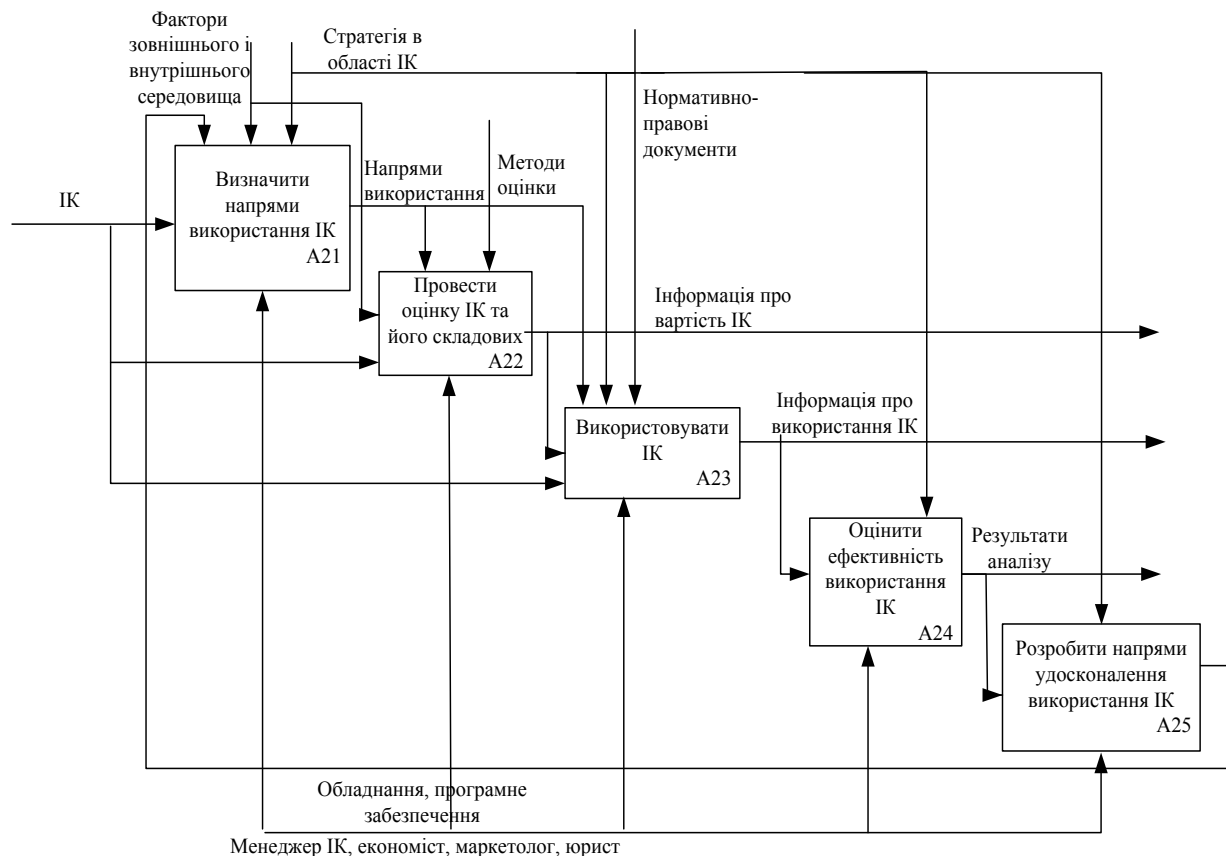 Фактори
зовнішнього і
внутрішнього
середовища
Стратегія в
області ІК
Нормативно-
правові
документи
ІК
Визначити
напрями
використання ІК
А21
Напрями
використання
Методи
оцінки
Провести
оцінку ІК та
його складових
А22
Інформація про
вартість ІК
Використовувати
ІК
А23
Інформація про
використання ІК
Оцінити
ефективність
використання
ІК
А24
Результати
аналізу
Розробити напрями
удосконалення
використання ІК
А25
Обладнання, програмне
забезпечення
Менеджер ІК, економіст, маркетолог, юрист